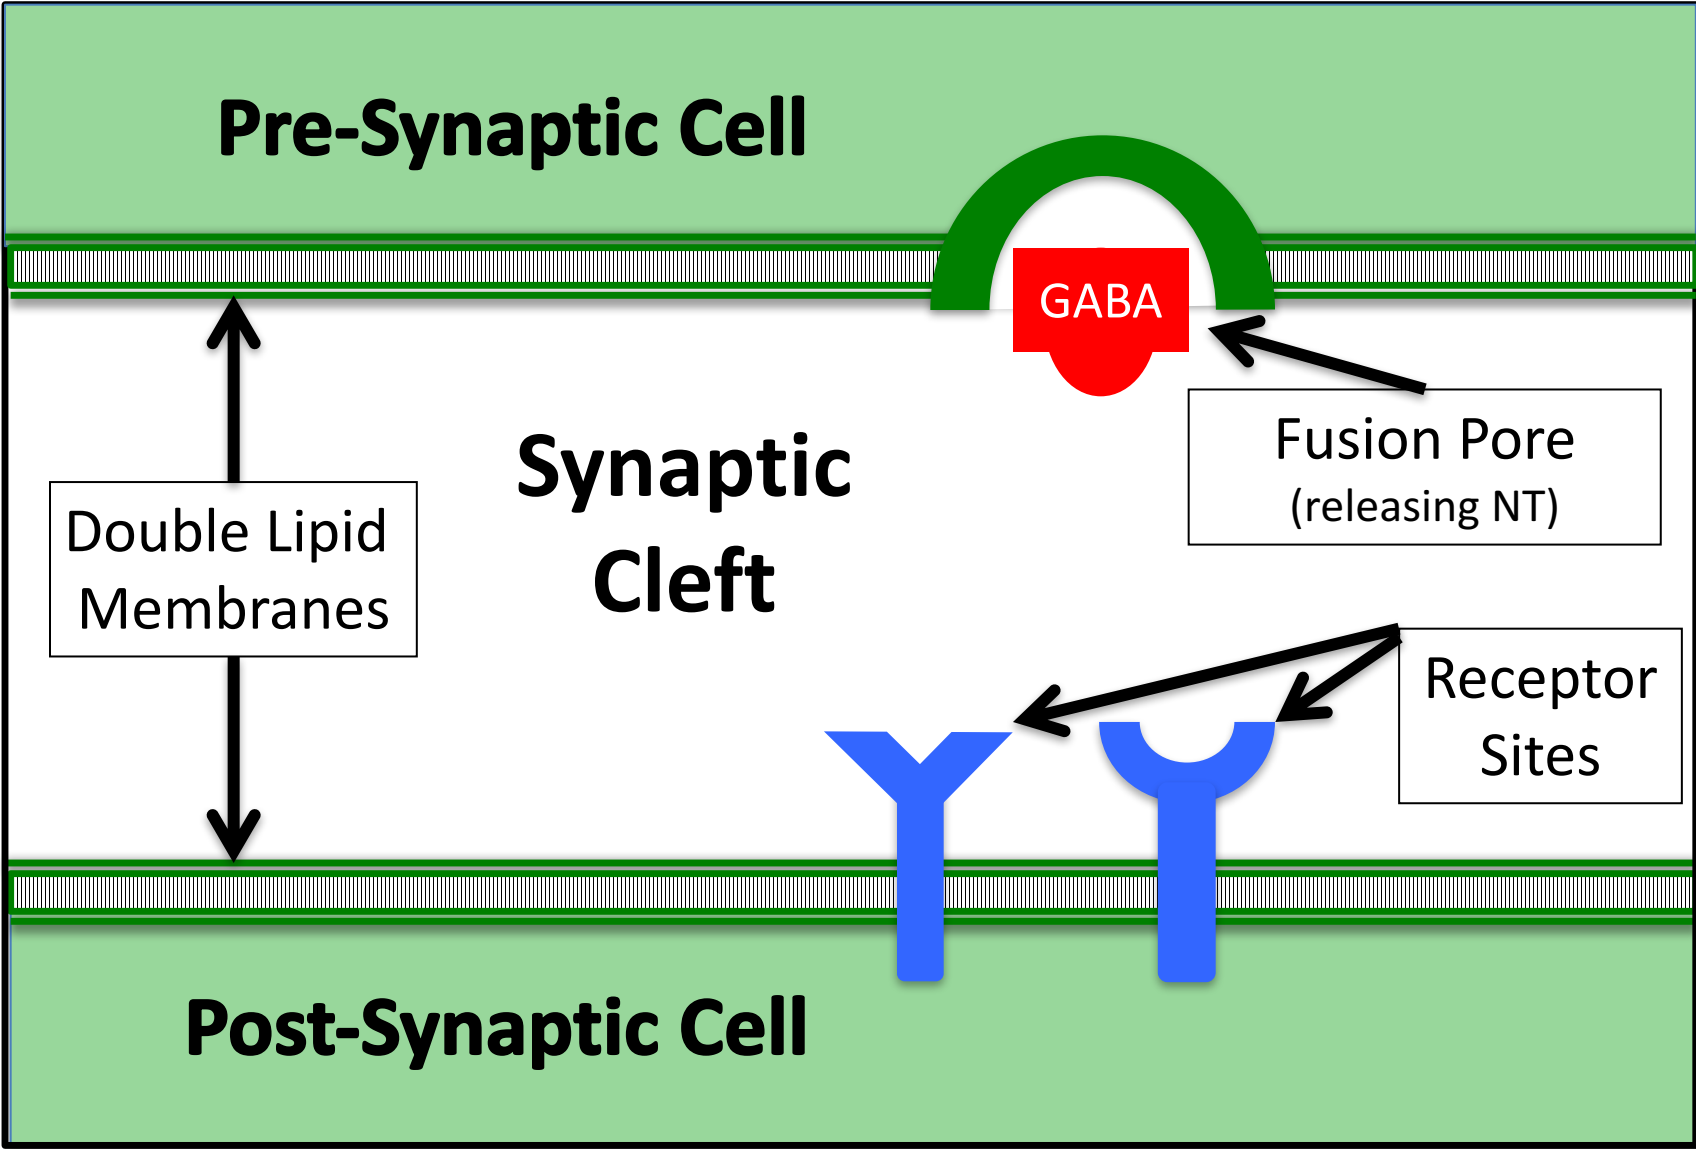 Pre-Synaptic Cell
GABA
Fusion Pore
(releasing NT)
Synaptic
Cleft
Double Lipid
Membranes
Receptor
Sites
Post-Synaptic Cell